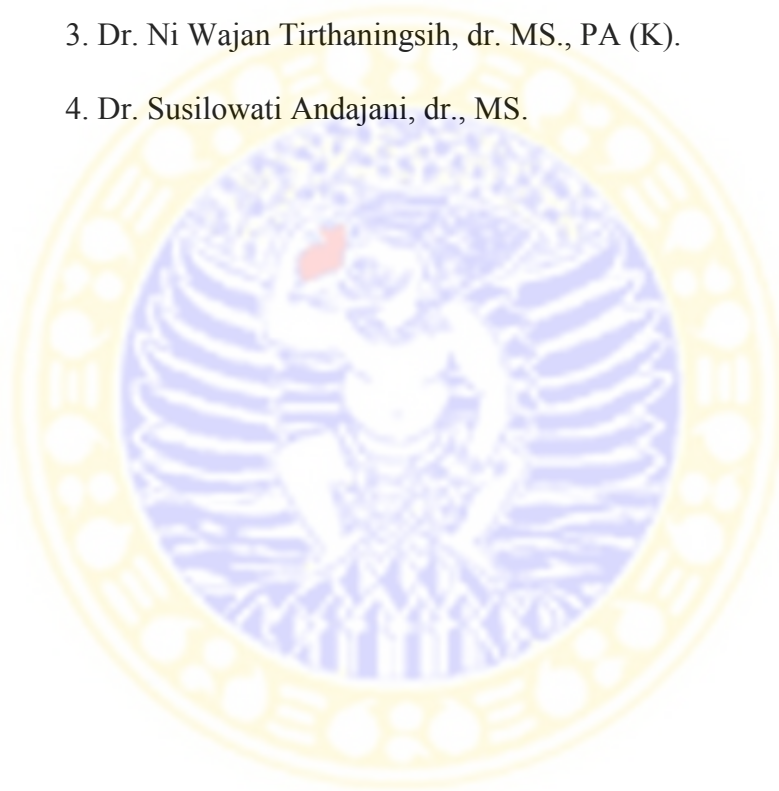 3. Dr. Ni Wajan Tirthaningsih, dr. MS., PA (K).
4. Dr. Susilowati Andajani, dr., MS.